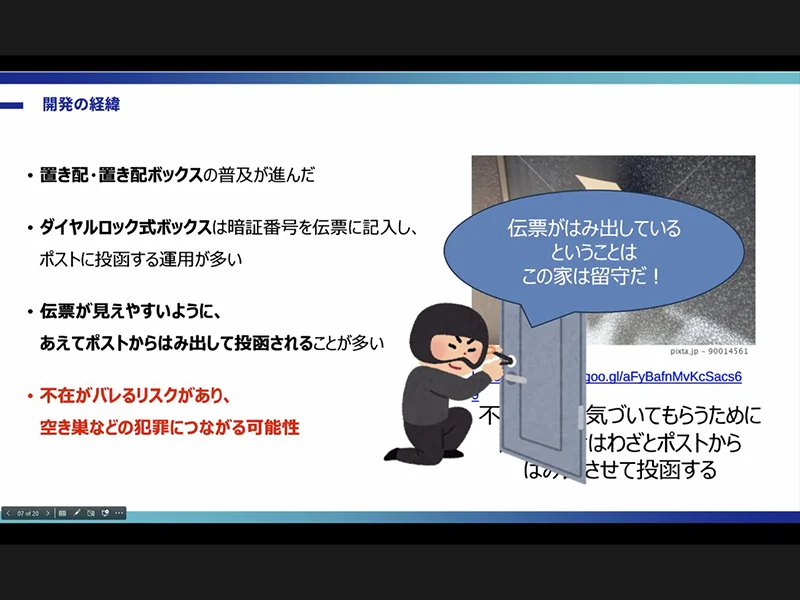 開発の経緯
• 置き配・置き配ボックスの普及が進んだ
• ダイヤルロック式ボックスは暗証番号を伝票に記入し、
ポストに投函する運用が多い
• 伝票が見えやすいように、
あえてポストからはみ出して投函されることが多い
• 不在がバレるリスクがあり、
空き巣などの犯罪につながる可能性
伝票がはみ出している
ということは
この家は留守だ！
pixta.jp - 90014561
goo.gl/aFyBafnMvKcSacs6
不 気づいてもらうために
はわざとポストから
させて投函する
07 of 20